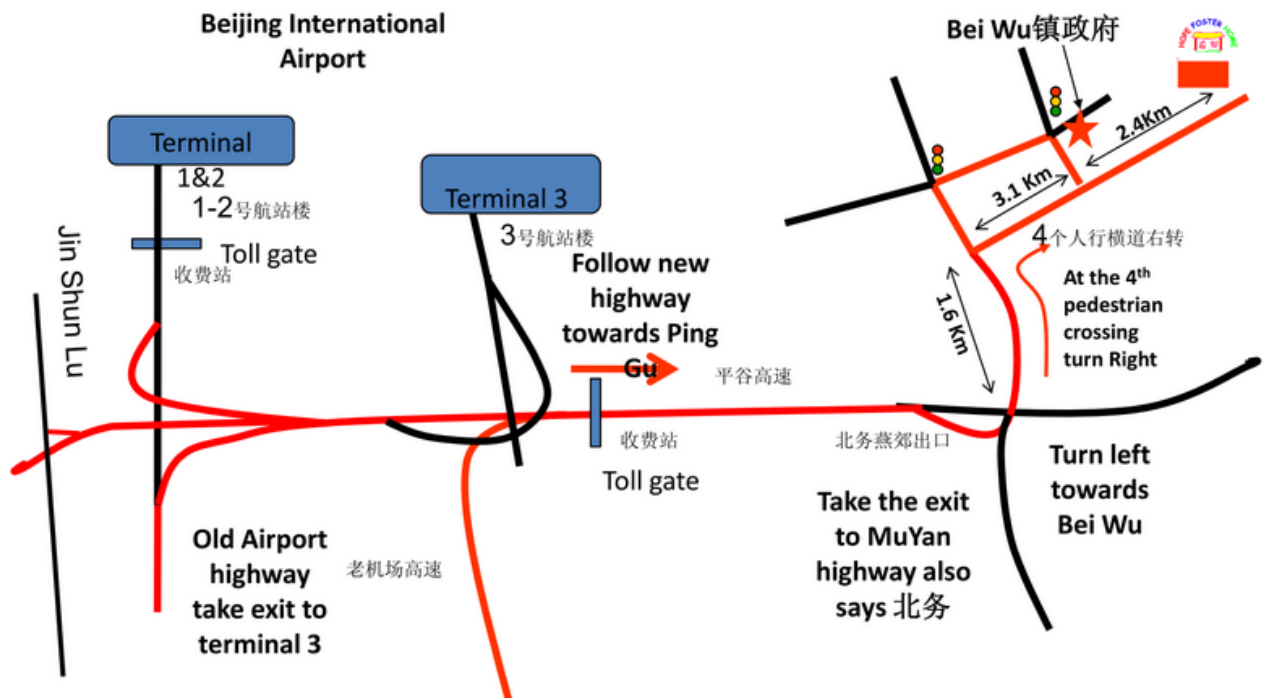 Beijing International
Airport
Terminal
1&2
1-2号航站楼
Toll gate
收费站
Jin Shun Lu
Terminal 3
3号航站楼
Follow new
highway
towards Ping
Gu
平谷高速
收费站
Toll gate
Old Airport
highway
take exit to
terminal 3
老机场高速
北务燕郊出口
Take the exit
to MuYan
highway also
says 北务
Turn left
towards
Bei Wu
1.6 Km
At the 4th
pedestrian
crossing
turn Right
4个人行横道右转
3.1 Km
2.4Km
Bei Wu镇政府
HOPE FOSTER HOME